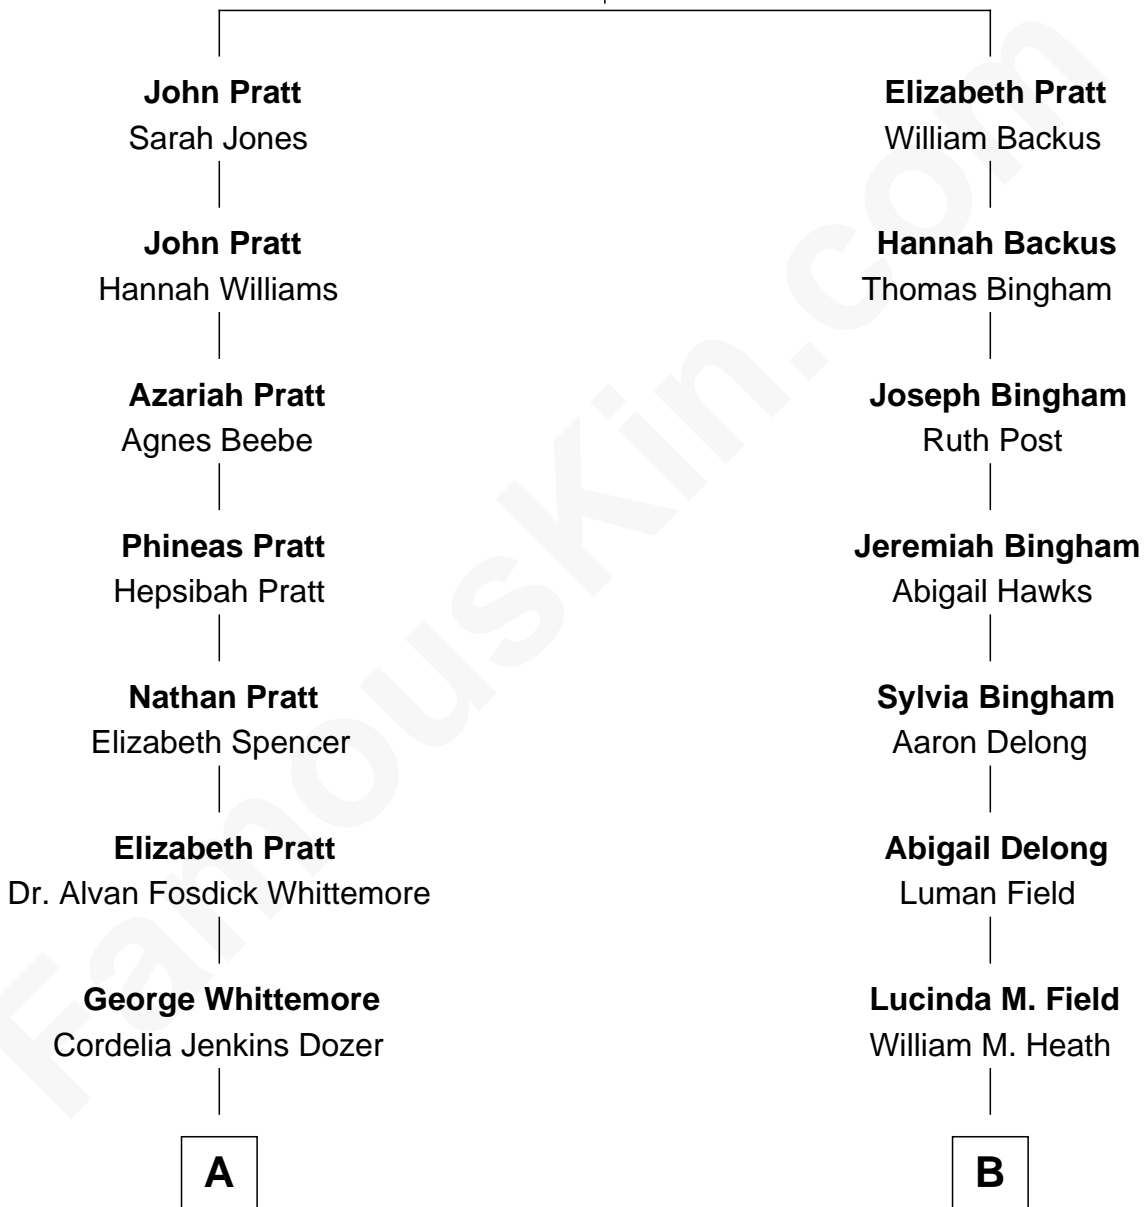 John Pratt
Sarah Jones
Elizabeth Pratt
William Backus
John Pratt
Hannah Williams
Hannah Backus
Thomas Bingham
Azariah Pratt
Agnes Beebe
Joseph Bingham
Ruth Post
Phineas Pratt
Hepsibah Pratt
Jeremiah Bingham
Abigail Hawks
Nathan Pratt
Elizabeth Spencer
Sylvia Bingham
Aaron Delong
Elizabeth Pratt
Dr. Alvan Fosdick Whittemore
Abigail Delong
Luman Field
George Whittemore
Cordelia Jenkins Dozer
Lucinda M. Field
William M. Heath
A
B
FamousKin.com